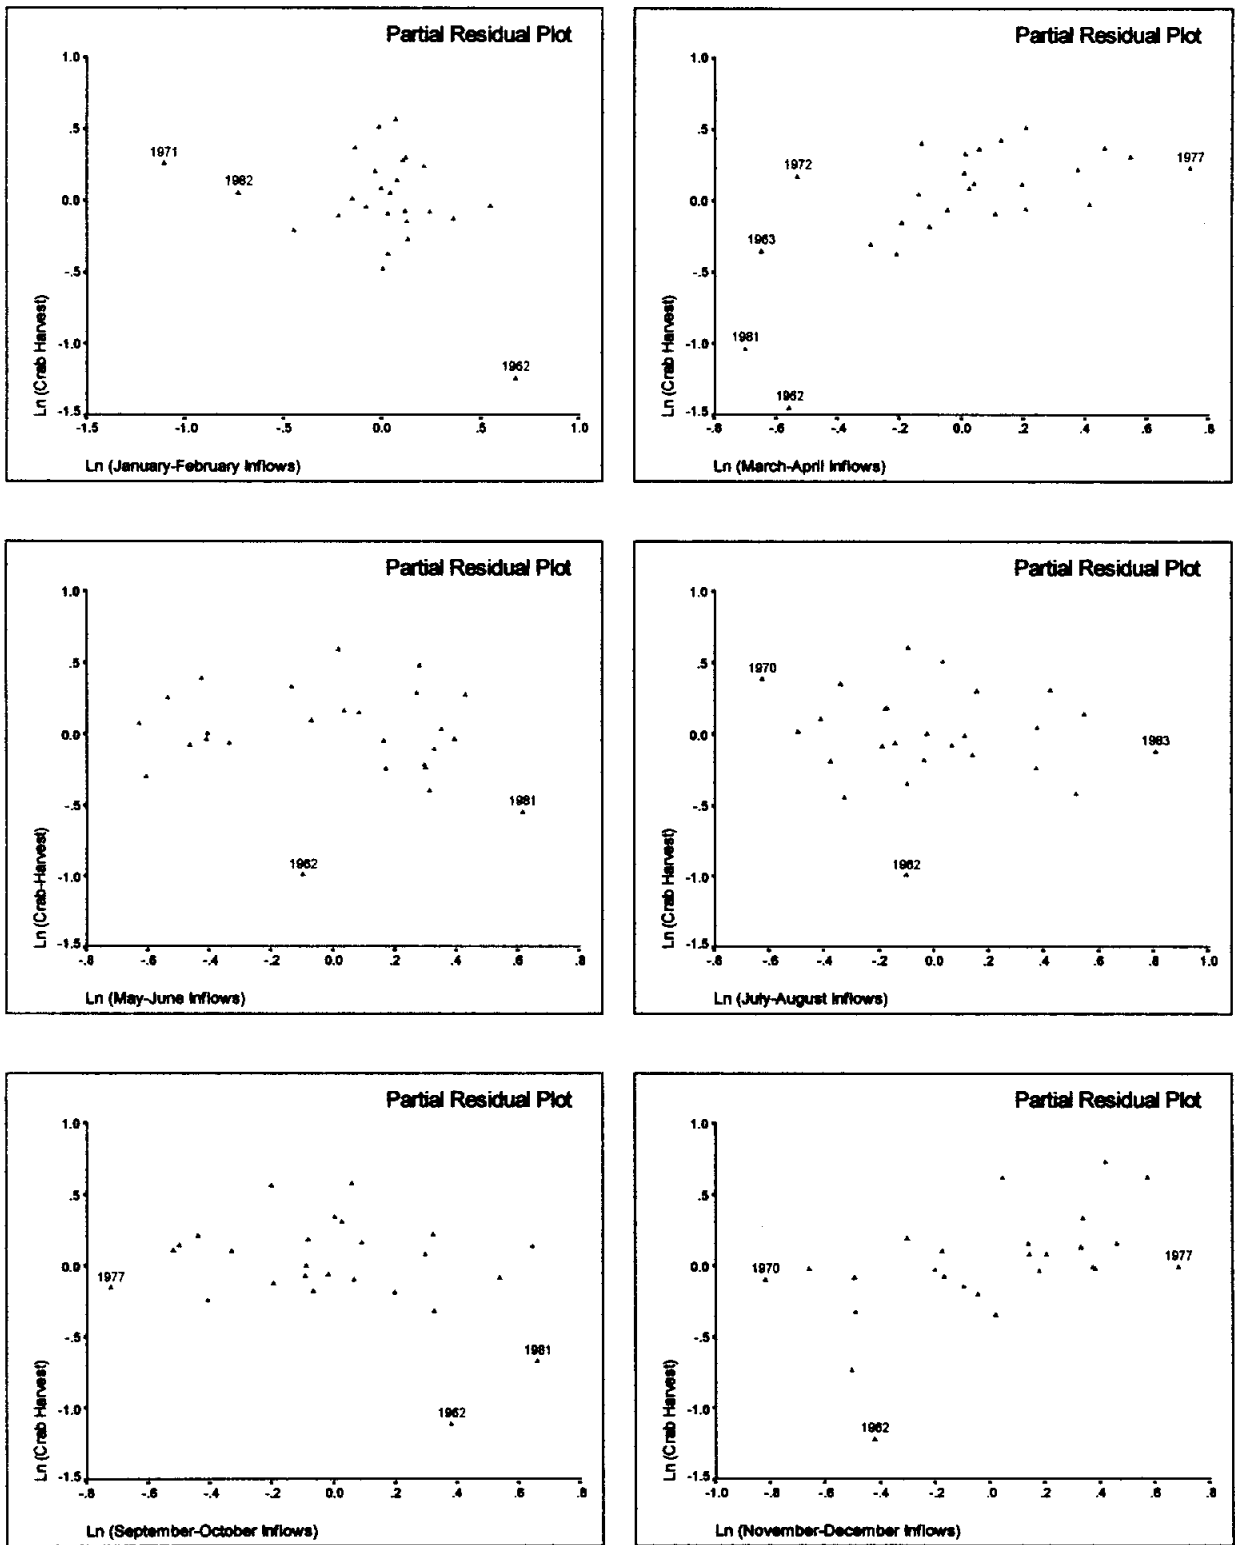 Partial Residual Plot
1.0
.5
0.0
-.5
-1.0
-1.5
Ln (Crab Harvest)
1971
1982
1962
-1.5 -1.0 -.5 0.0 .5 1.0
Ln (January-February Inflows)
Partial Residual Plot
1.0
.5
0.0
-.5
-1.0
-1.5
Ln (Crab Harvest)
1972
1977
1963
1981
1962
-.8 -.6 -.4 -.2 0.0 .2 .4 .6 .8
Ln (March-April Inflows)
Partial Residual Plot
1.0
.5
0.0
-.5
-1.0
-1.5
Ln (Crab-Harvest)
1981
1962
-.8 -.6 -.4 -.2 0.0 .2 .4 .6 .8
Ln (May-June Inflows)
Partial Residual Plot
1.0
.5
0.0
-.5
-1.0
-1.5
Ln (Crab Harvest)
1970
1983
1962
-.8 -.6 -.4 -.2 0.0 .2 .4 .6 .8 1.0
Ln (July-August Inflows)
Partial Residual Plot
1.0
.5
0.0
-.5
-1.0
-1.5
Ln (Crab Harvest)
1977
1981
1962
-.8 -.6 -.4 -.2 0.0 .2 .4 .6 .8
Ln (September-October Inflows)
Partial Residual Plot
1.0
.5
0.0
-.5
-1.0
-1.5
Ln (Crab Harvest)
1970
1977
1962
-1.0 -.8 -.6 -.4 -.2 .0 .2 .4 .6 .8
Ln (November-December Inflows)